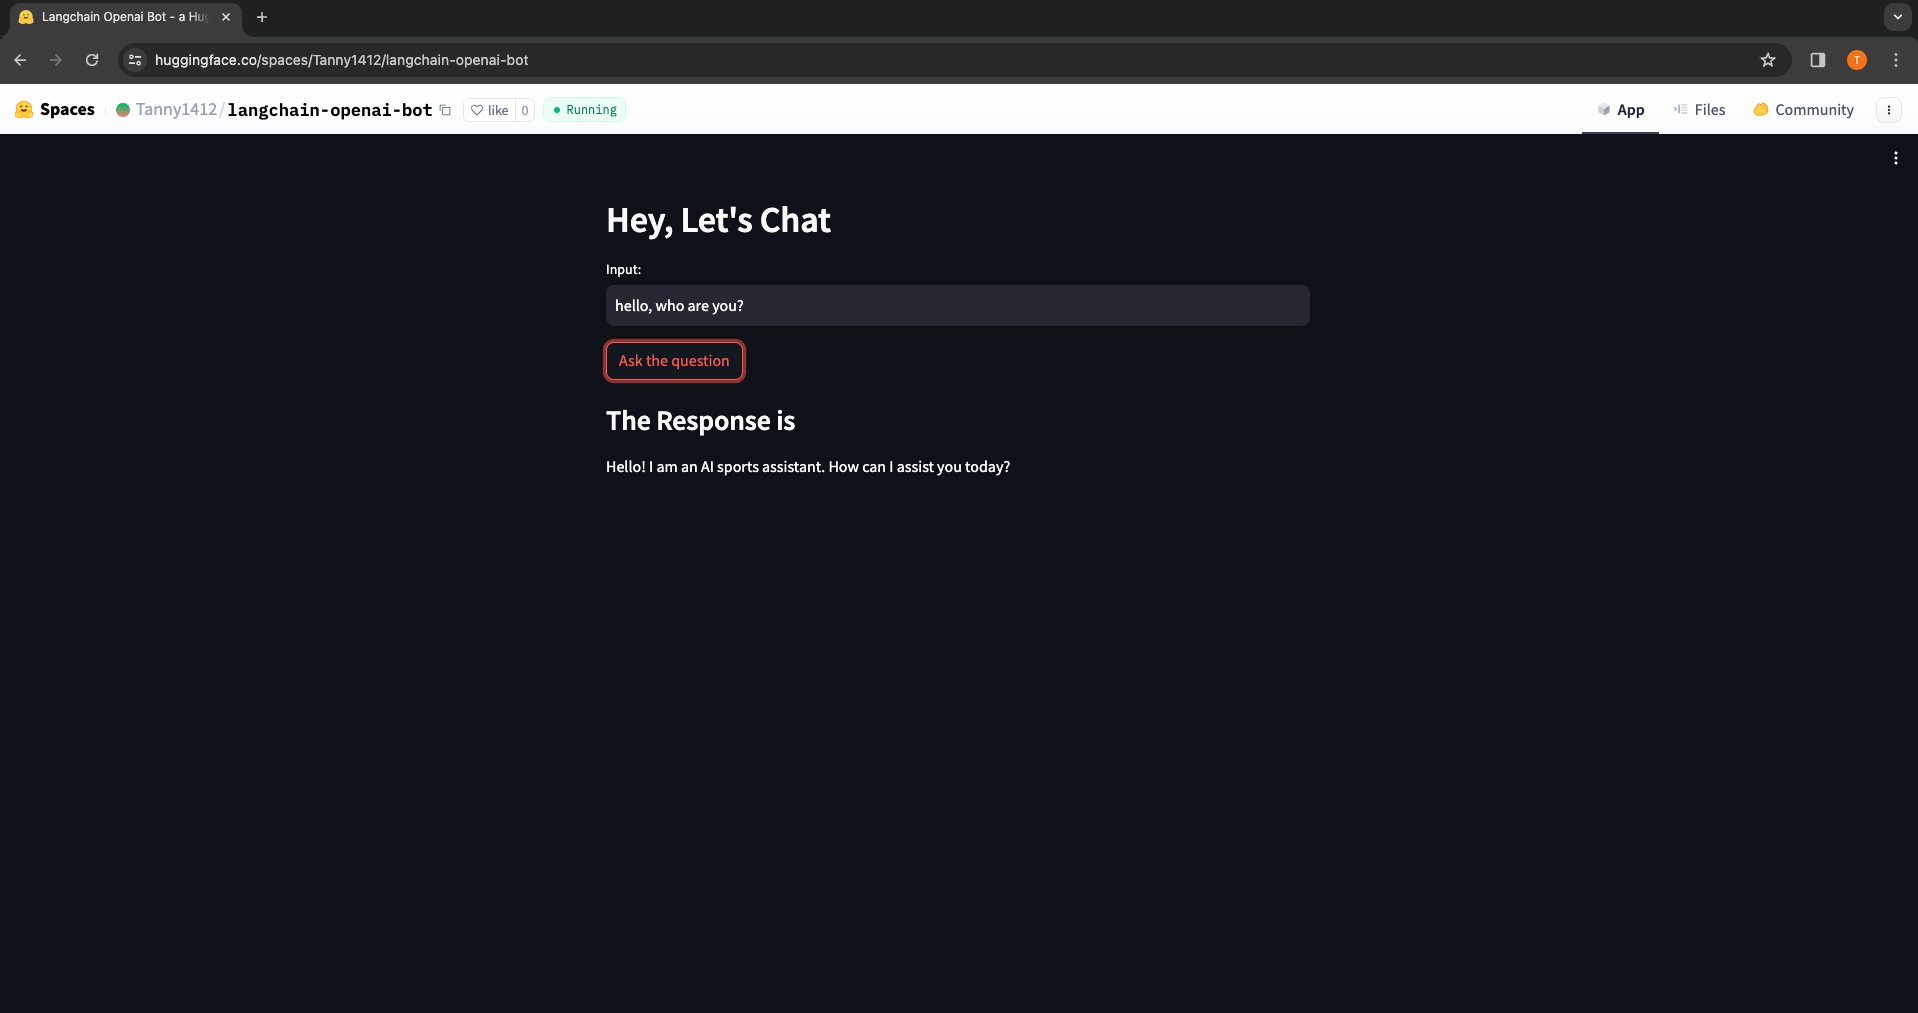 Langchain Openai Bot - a Hug
huggingface.co/spaces/Tanny1412/langchain-openai-bot
T
Spaces Tanny1412/langchain-openai-bot like 0 Running App Files Community
Hey, Let's Chat
Input:
hello, who are you?
Ask the question
The Response is
Hello! I am an AI sports assistant. How can I assist you today?